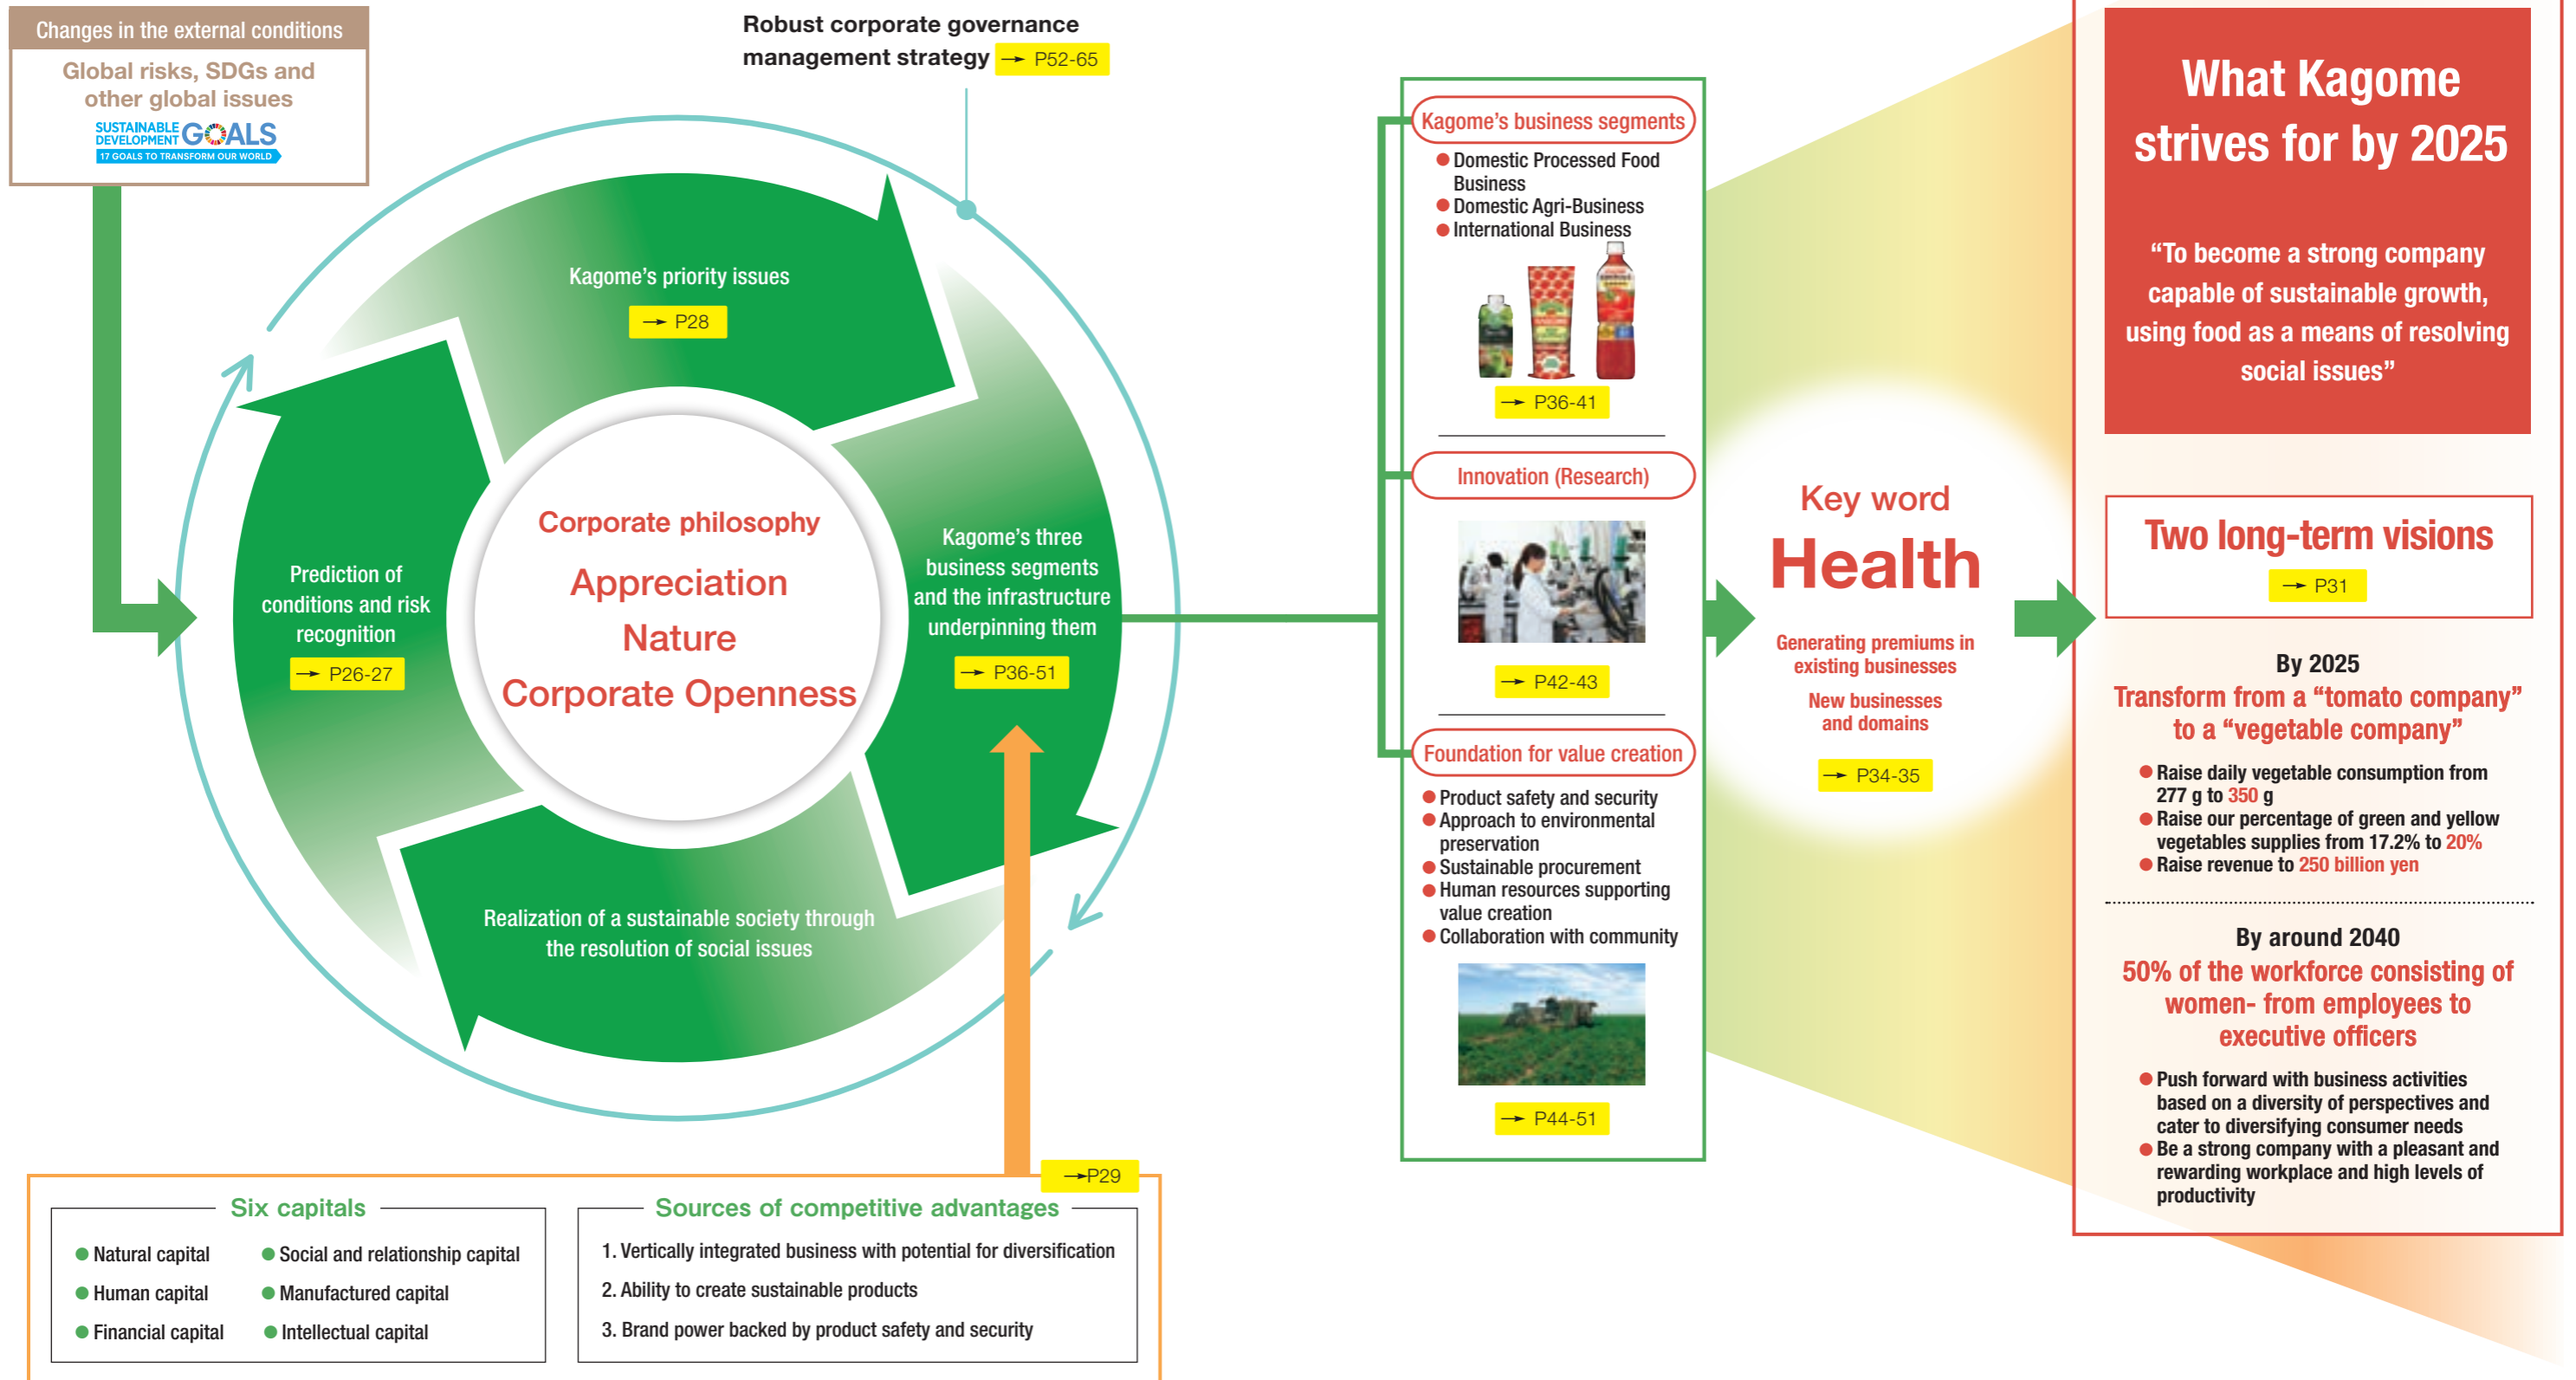 Changes in the external conditions
Global risks, SDGs and
other global issues
SUSTAINABLE
DEVELOPMENT GOALS
17 GOALS TO TRANSFORM OUR WORLD
Robust corporate governance
management strategy → P52-65
Kagome's priority issues
→ P28
Prediction of
conditions and risk
recognition
→ P26-27
Corporate philosophy
Appreciation
Nature
Corporate Openness
Kagome's three
business segments
and the infrastructure
underpinning them
→ P36-51
Realization of a sustainable society through
the resolution of social issues
→P29
Six capitals
● Natural capital
● Human capital
● Financial capital
● Social and relationship capital
● Manufactured capital
● Intellectual capital
Sources of competitive advantages
1. Vertically integrated business with potential for diversification
2. Ability to create sustainable products
3. Brand power backed by product safety and security
Kagome's business segments
● Domestic Processed Food
Business
● Domestic Agri-Business
● International Business
→ P36-41
Innovation (Research)
→ P42-43
Foundation for value creation
● Product safety and security
● Approach to environmental
preservation
● Sustainable procurement
● Human resources supporting
value creation
● Collaboration with community
→ P44-51
Key word
Health
Generating premiums in
existing businesses
New businesses
and domains
→ P34-35
What Kagome
strives for by 2025
“To become a strong company
capable of sustainable growth,
using food as a means of resolving
social issues”
Two long-term visions
→ P31
By 2025
Transform from a “tomato company”
to a “vegetable company”
● Raise daily vegetable consumption from
277 g to 350 g
● Raise our percentage of green and yellow
vegetables supplies from 17.2% to 20%
● Raise revenue to 250 billion yen
By around 2040
50% of the workforce consisting of
women- from employees to
executive officers
● Push forward with business activities
based on a diversity of perspectives and
cater to diversifying consumer needs
● Be a strong company with a pleasant and
rewarding workplace and high levels of
productivity